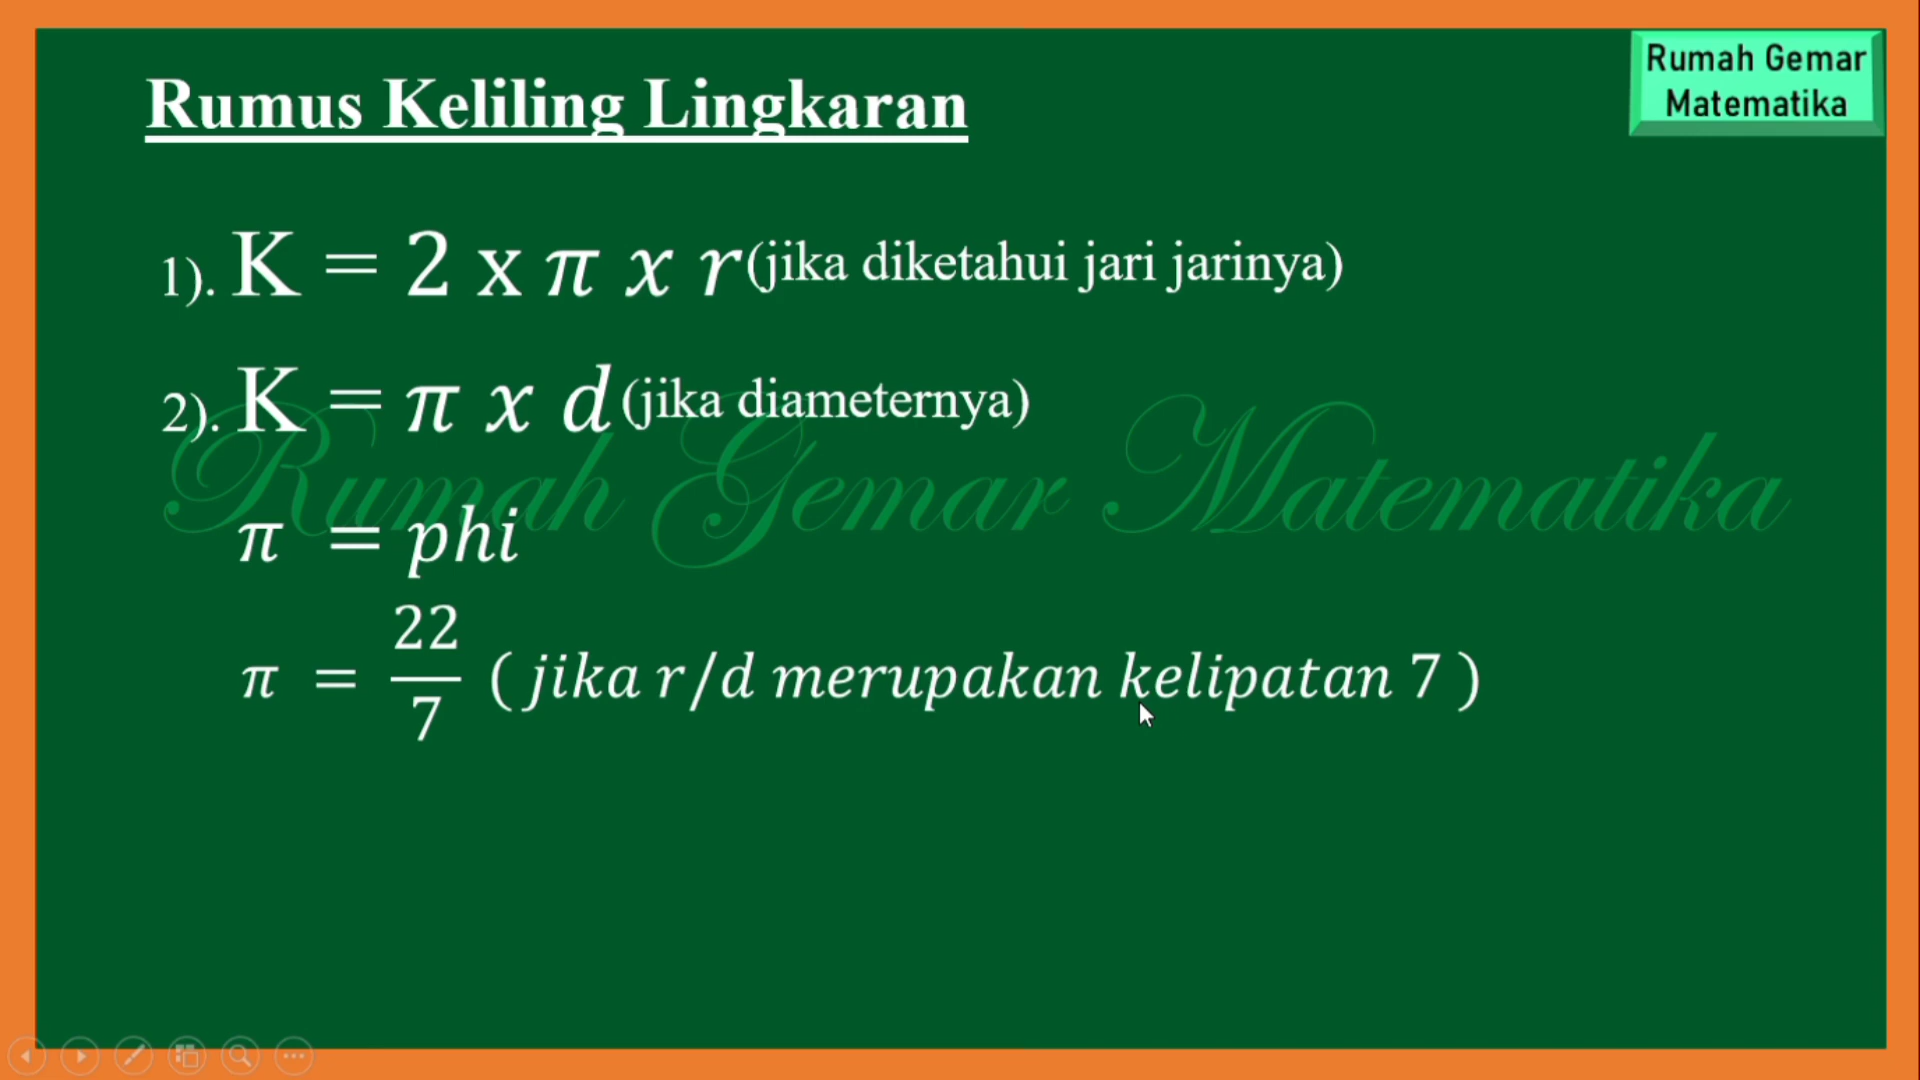 Rumah Gemar
Matematika
Rumus Keliling Lingkaran
1). K = 2 x π x r (jika diketahui jari jarinya)
2). K = π x d (jika diameternya)
Rumah Gemar Matematika
π = phi
π = 22/7 ( jika r/d merupakan kelipatan 7 )